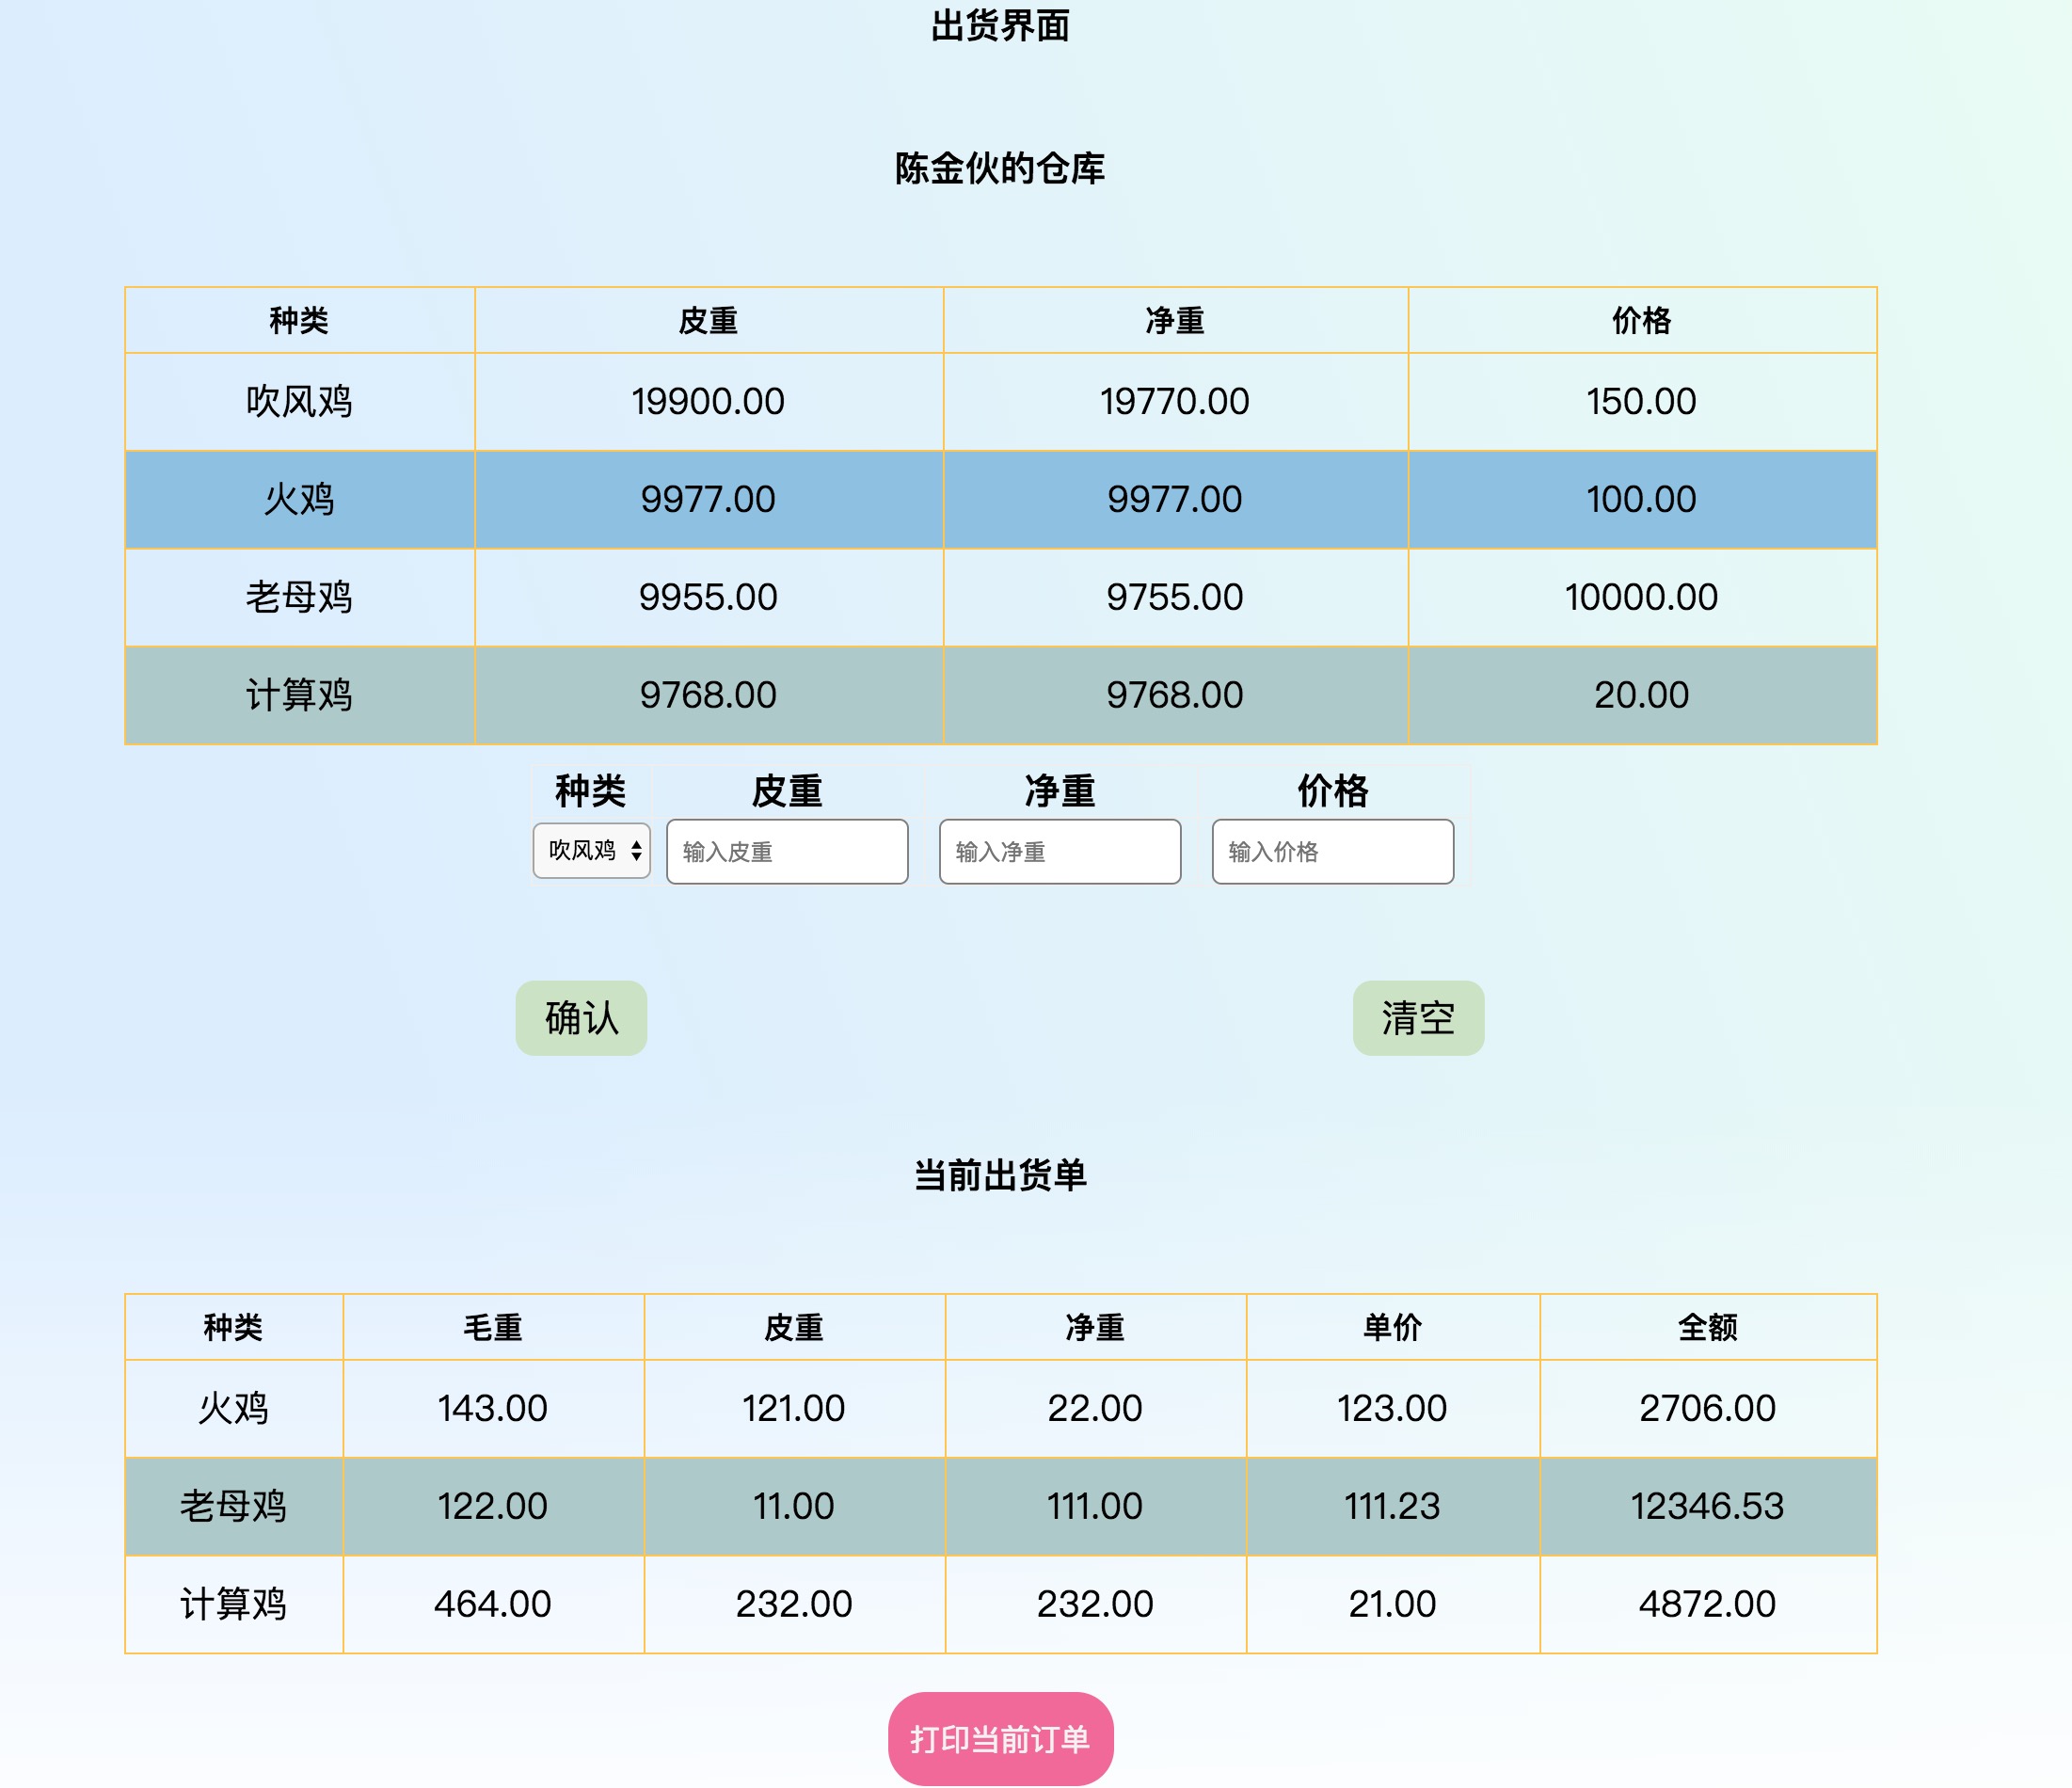 出货界面
陈金伙的仓库
种类 皮重 净重 价格
吹风鸡 19900.00 19770.00 150.00
火鸡 9977.00 9977.00 100.00
老母鸡 9955.00 9755.00 10000.00
计算鸡 9768.00 9768.00 20.00
种类 皮重 净重 价格
吹风鸡 输入皮重 输入净重 输入价格
确认 清空
当前出货单
种类 毛重 皮重 净重 单价 全额
火鸡 143.00 121.00 22.00 123.00 2706.00
老母鸡 122.00 11.00 111.00 111.23 12346.53
计算鸡 464.00 232.00 232.00 21.00 4872.00
打印当前订单